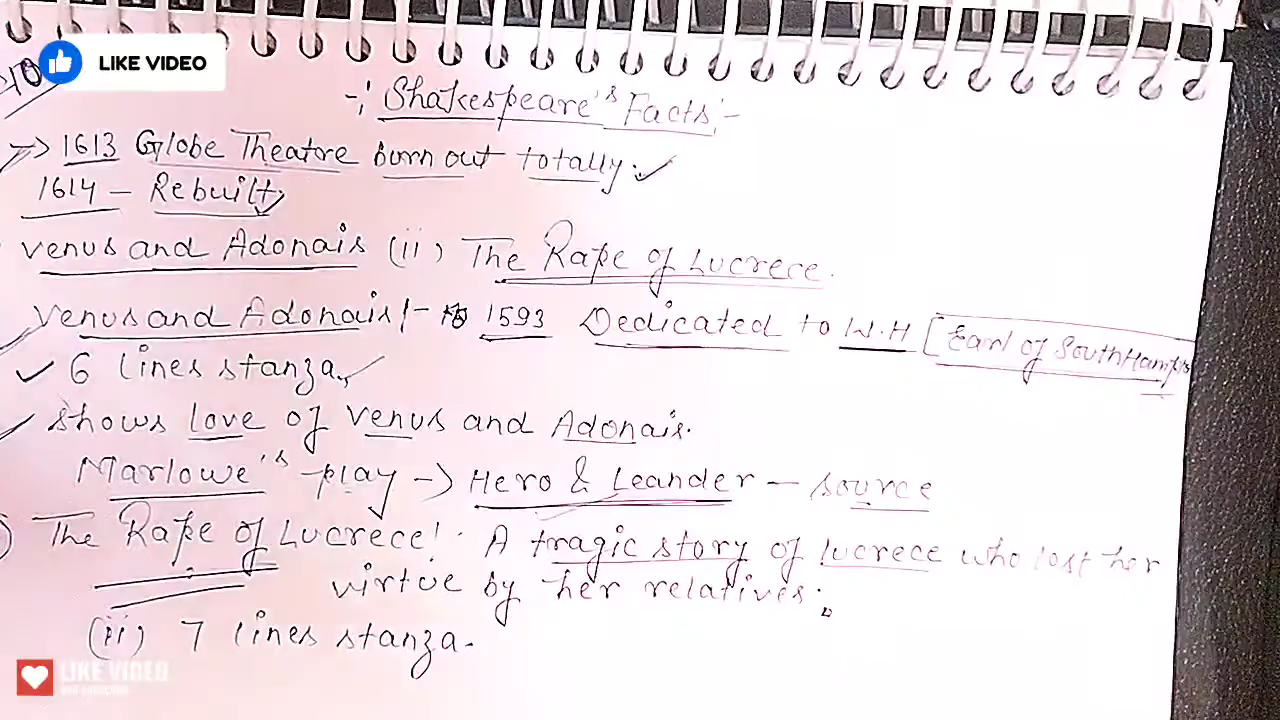 LIKE VIDEO
10
-: Shakespeare's Facts :-
-> 1613 Globe Theatre burn out totally.
1614 - Rebuilt
venus and Adonais (ii) The Rape of Lucrece.
venus and Adonais :- 1593 Dedicated to W.H [Earl of SouthHampts
6 lines stanza.
shows love of venus and Adonais.
Marlowe's play -> Hero & Leander - source
) The Rape of Lucrece! A tragic story of lucrece who lost her
virtue by her relatives.
(ii) 7 lines stanza.
LIKE VIDEO